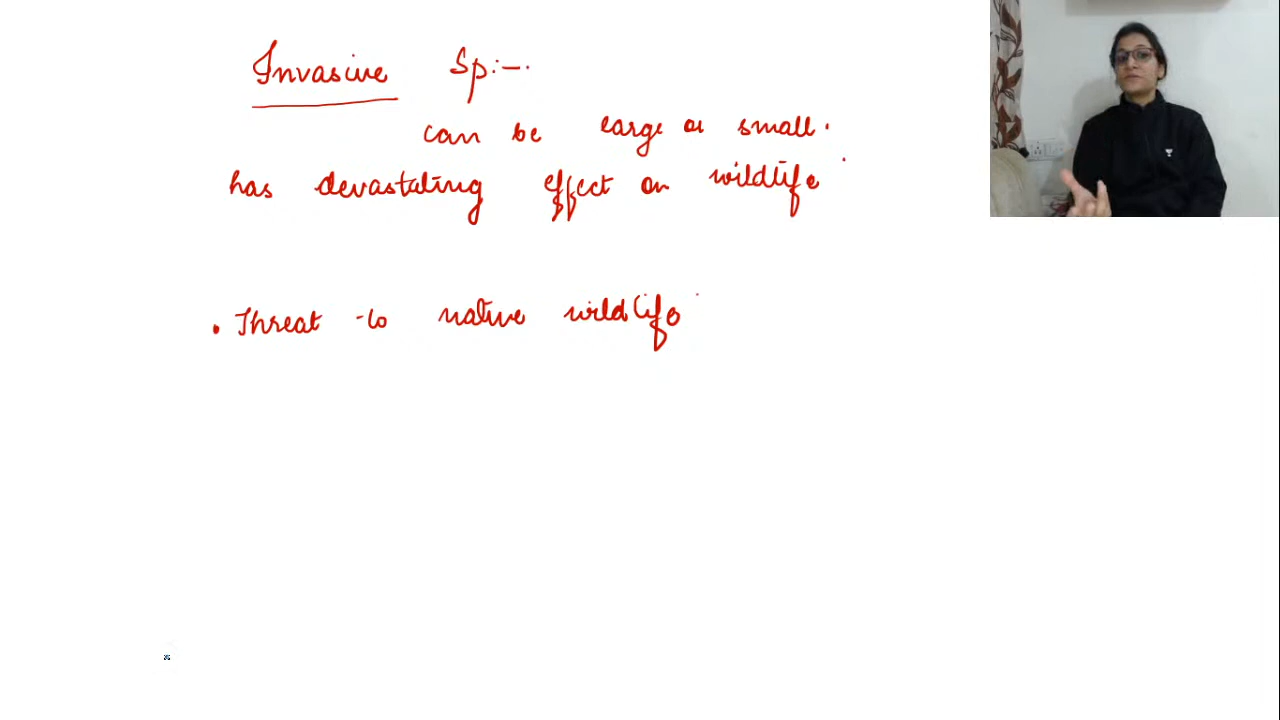 Invasive Sp:-
can be large or small.
has devastating effect on wildlife
• Threat to native wildlife